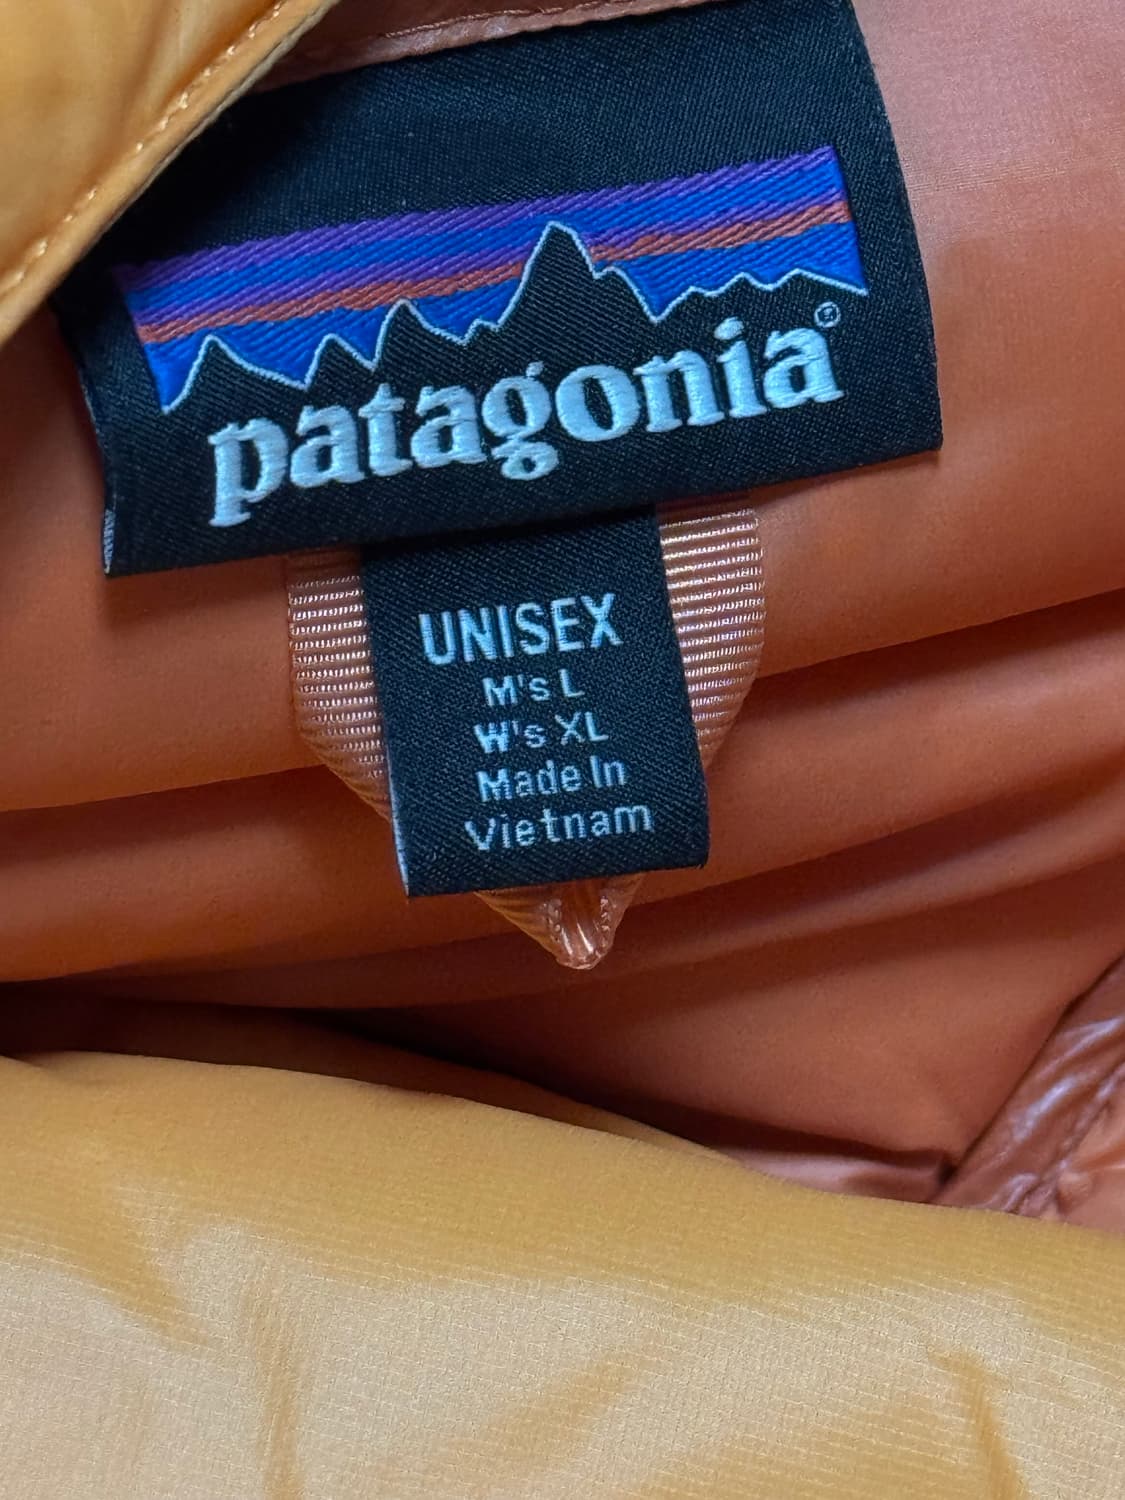 patagonia®
UNISEX
M's L
W's XL
Made In
Vietnam